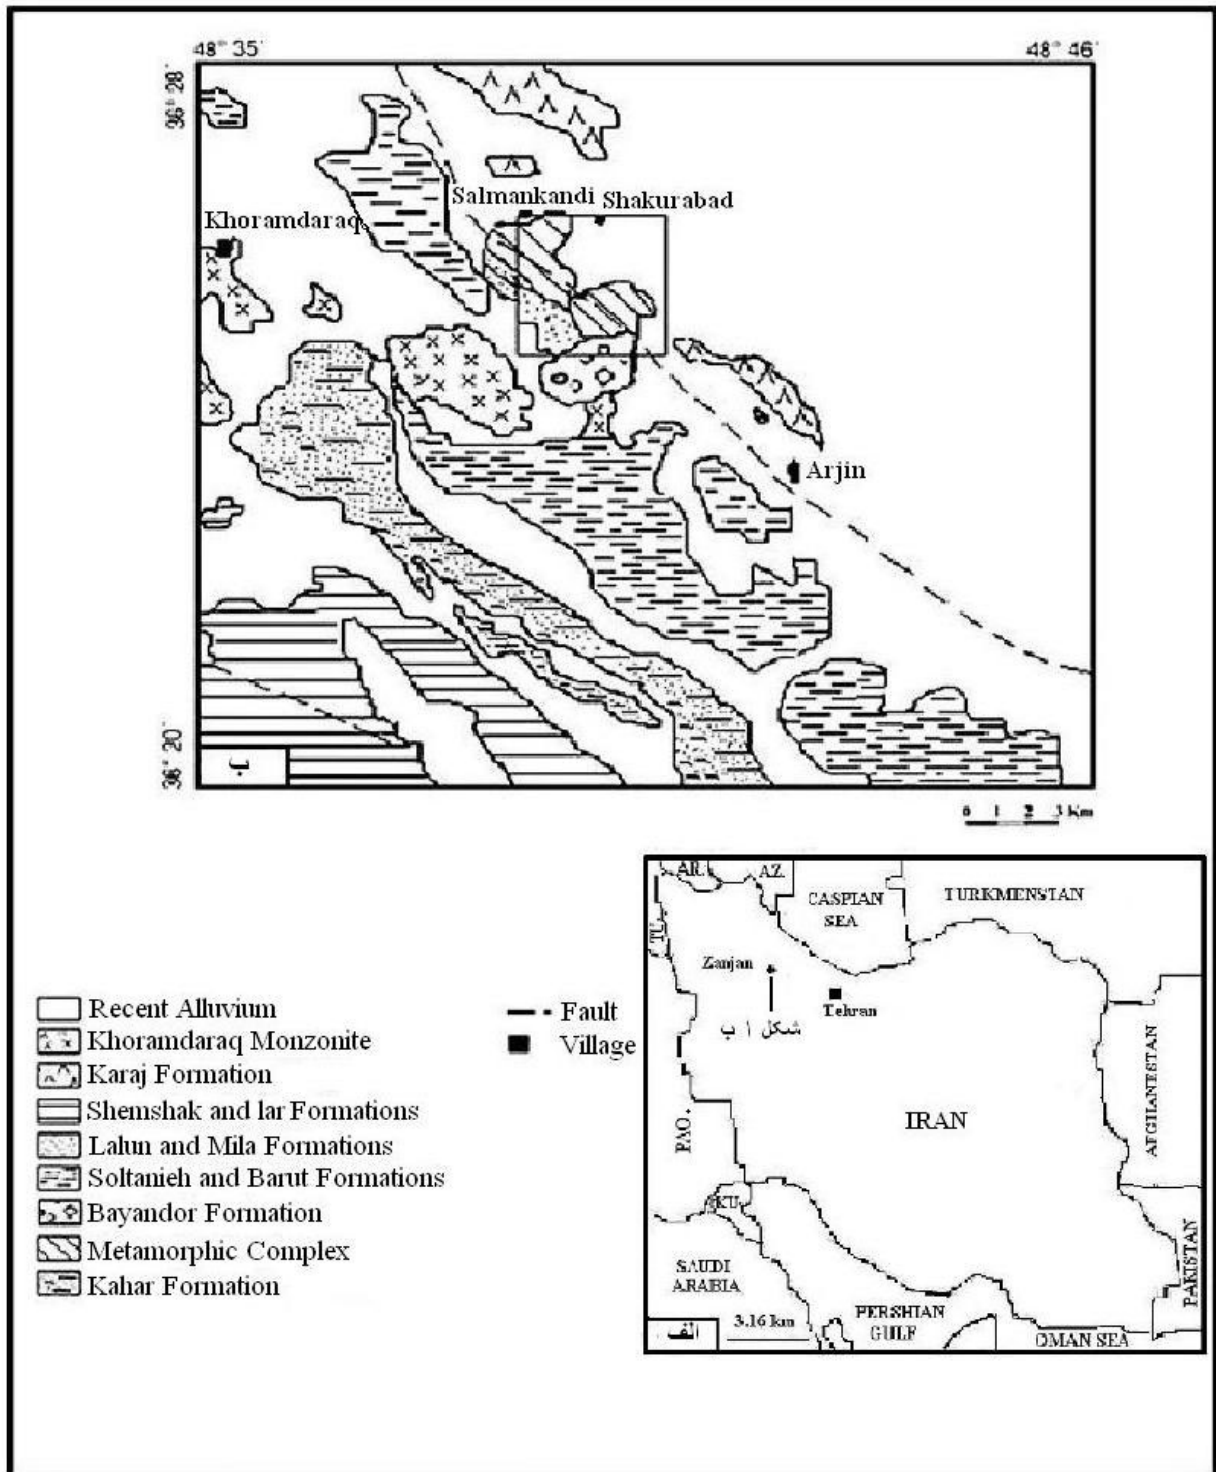 48° 35′
48° 46′
36° 28′
Salmankandi
Shakurabad
Khoramdaraq
Arjin
36° 20′
ب
0 1 2 3 Km
AR.
AZ.
CASPIAN
SEA
TURKMENSTAN
TU.
Zanjan
Tehran
شکل ۱ ب
AFGHANESTAN
IRAN
PAO.
KU
PAKISTAN
SAUDI
ARABIA
PERSHIAN
GULF
3.16 km
OMAN SEA
الف
Recent Alluvium
Khoramdaraq Monzonite
Karaj Formation
Shemshak and lar Formations
Lalun and Mila Formations
Soltanieh and Barut Formations
Bayandor Formation
Metamorphic Complex
Kahar Formation
Fault
Village